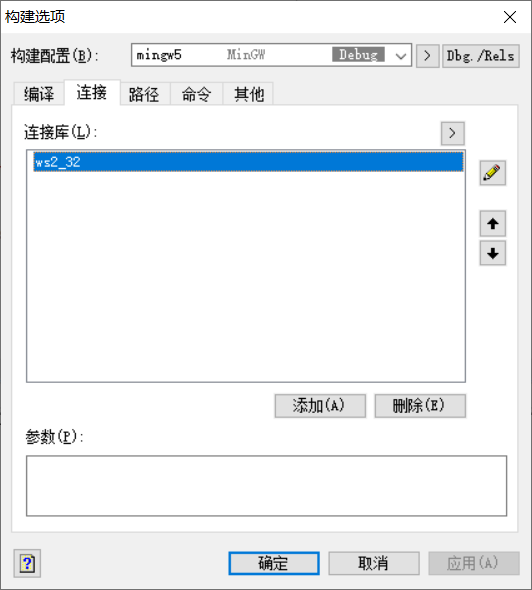 构建选项
构建配置(B): mingw5 MinGW Debug > Dbg./Rels
编译 连接 路径 命令 其他
连接库(L): >
ws2_32
添加(A) 删除(E)
参数(P):
? 确定 取消 应用(A)